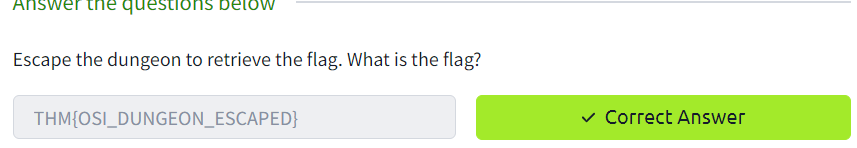 Answer the questions below
Escape the dungeon to retrieve the flag. What is the flag?
THM{OSI_DUNGEON_ESCAPED}
✓ Correct Answer